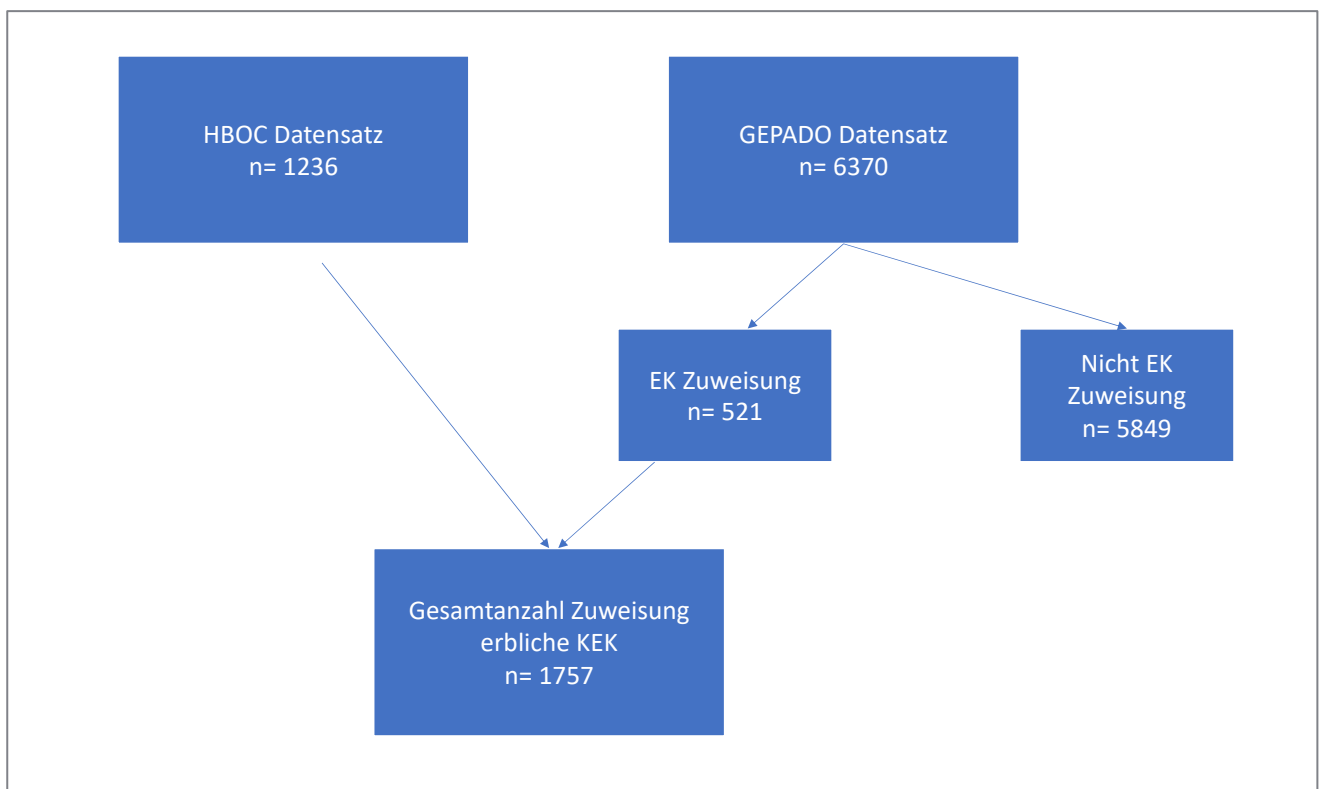 HBOC Datensatz
n= 1236
GEPADO Datensatz
n= 6370
EK Zuweisung
n= 521
Nicht EK
Zuweisung
n= 5849
Gesamtanzahl Zuweisung
erbliche KEK
n= 1757